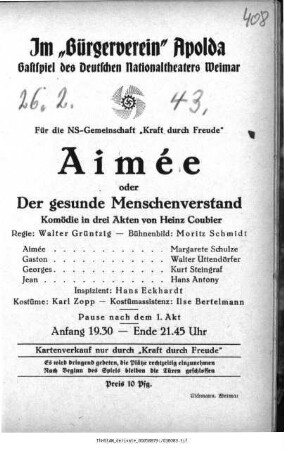 408
Im „Bürgerverein" Apolda
Gastspiel des Deutschen Nationaltheaters Weimar
26. 2. 43.
Für die NS-Gemeinschaft „Kraft durch Freude"
Aimée
oder
Der gesunde Menschenverstand
Komödie in drei Akten von Heinz Coubier
Regie: Walter Grüntzig — Bühnenbild: Moritz Schmidt
Aimée . . . . . . . . . . Margarete Schulze
Gaston . . . . . . . . . . Walter Uttendörfer
Georges . . . . . . . . . . Kurt Steingraf
Jean . . . . . . . . . . Hans Antony
Inspizient: Hans Eckhardt
Kostüme: Karl Zopp — Kostümassistenz: Ilse Bertelmann
Pause nach dem 1. Akt
Anfang 19.30 — Ende 21.45 Uhr
Kartenverkauf nur durch „Kraft durch Freude"
Es wird dringend gebeten, die Plätze rechtzeitig einzunehmen
Nach Beginn des Spiels bleiben die Türen geschlossen
Preis 10 Pfg.